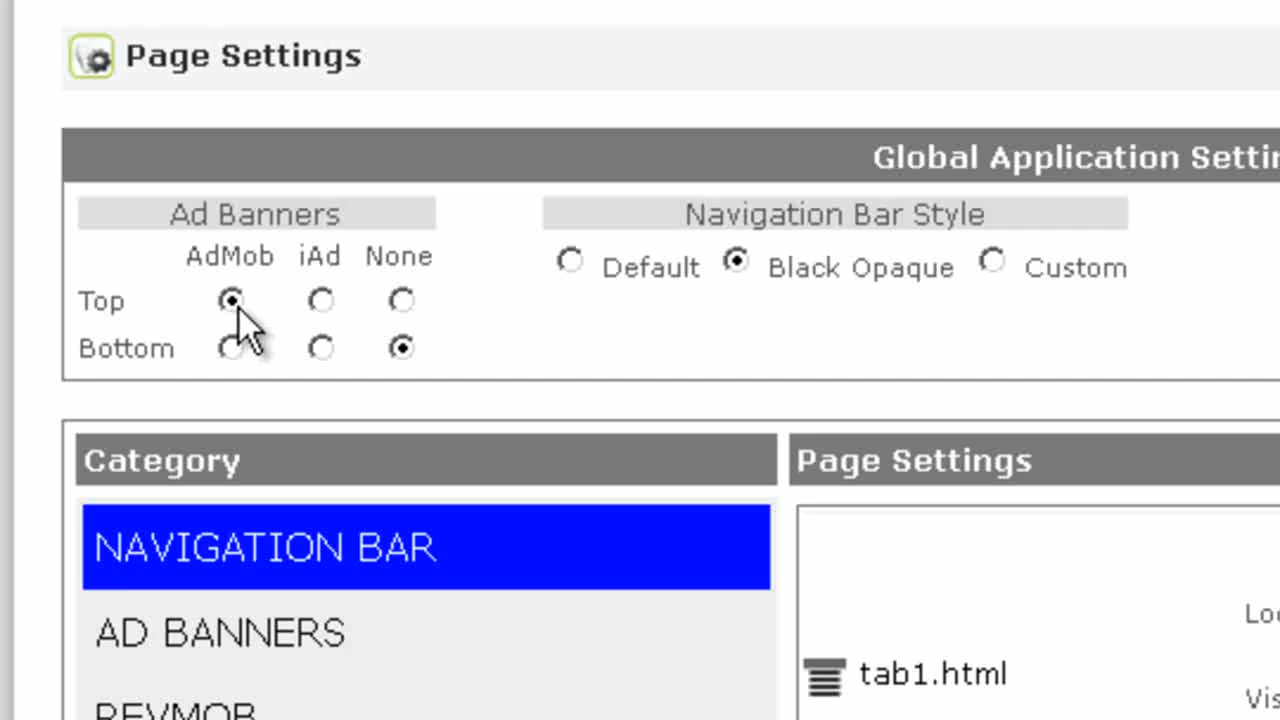 Page Settings
Global Application
Ad Banners
Navigation Bar Style
AdMob iAd None
Default Black Opaque Custom
Top
Bottom
Category
Page Settings
NAVIGATION BAR
AD BANNERS
tab1.html
REVMOB